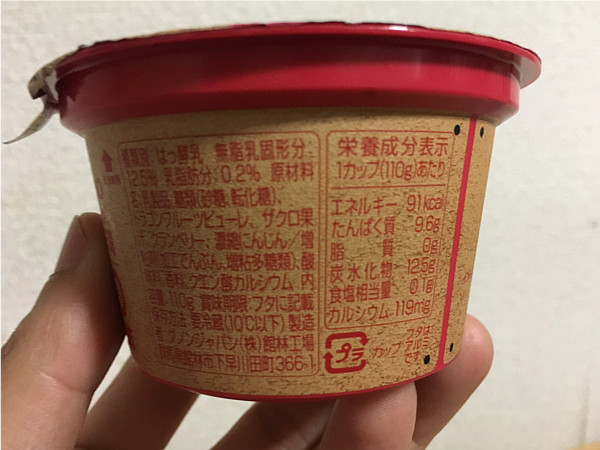 種類別 はっ酵乳 無脂乳固形分:
12.5% 乳脂肪分:0.2% 原材料
名:乳製品、糖類(砂糖、転化糖)、
ドラゴンフルーツピューレ、ザクロ果
クランベリー、濃縮にんじん/増
粘剤(加工でんぷん、増粘多糖類)、酸
味料、香料、クエン酸カルシウム 内
容量:110g 賞味期限:フタに記載
保存方法:要冷蔵(10℃以下) 製造
者:ダノンジャパン(株)館林工場
群馬県館林市下早川田町366-1
栄養成分表示
1カップ(110g)あたり
エネルギー 91kcal
たんぱく質 9.6g
脂 質 0g
炭水化物 12.5g
食塩相当量 0.1g
カルシウム 119mg
プラ
カップ
フタは
アルミ
です。